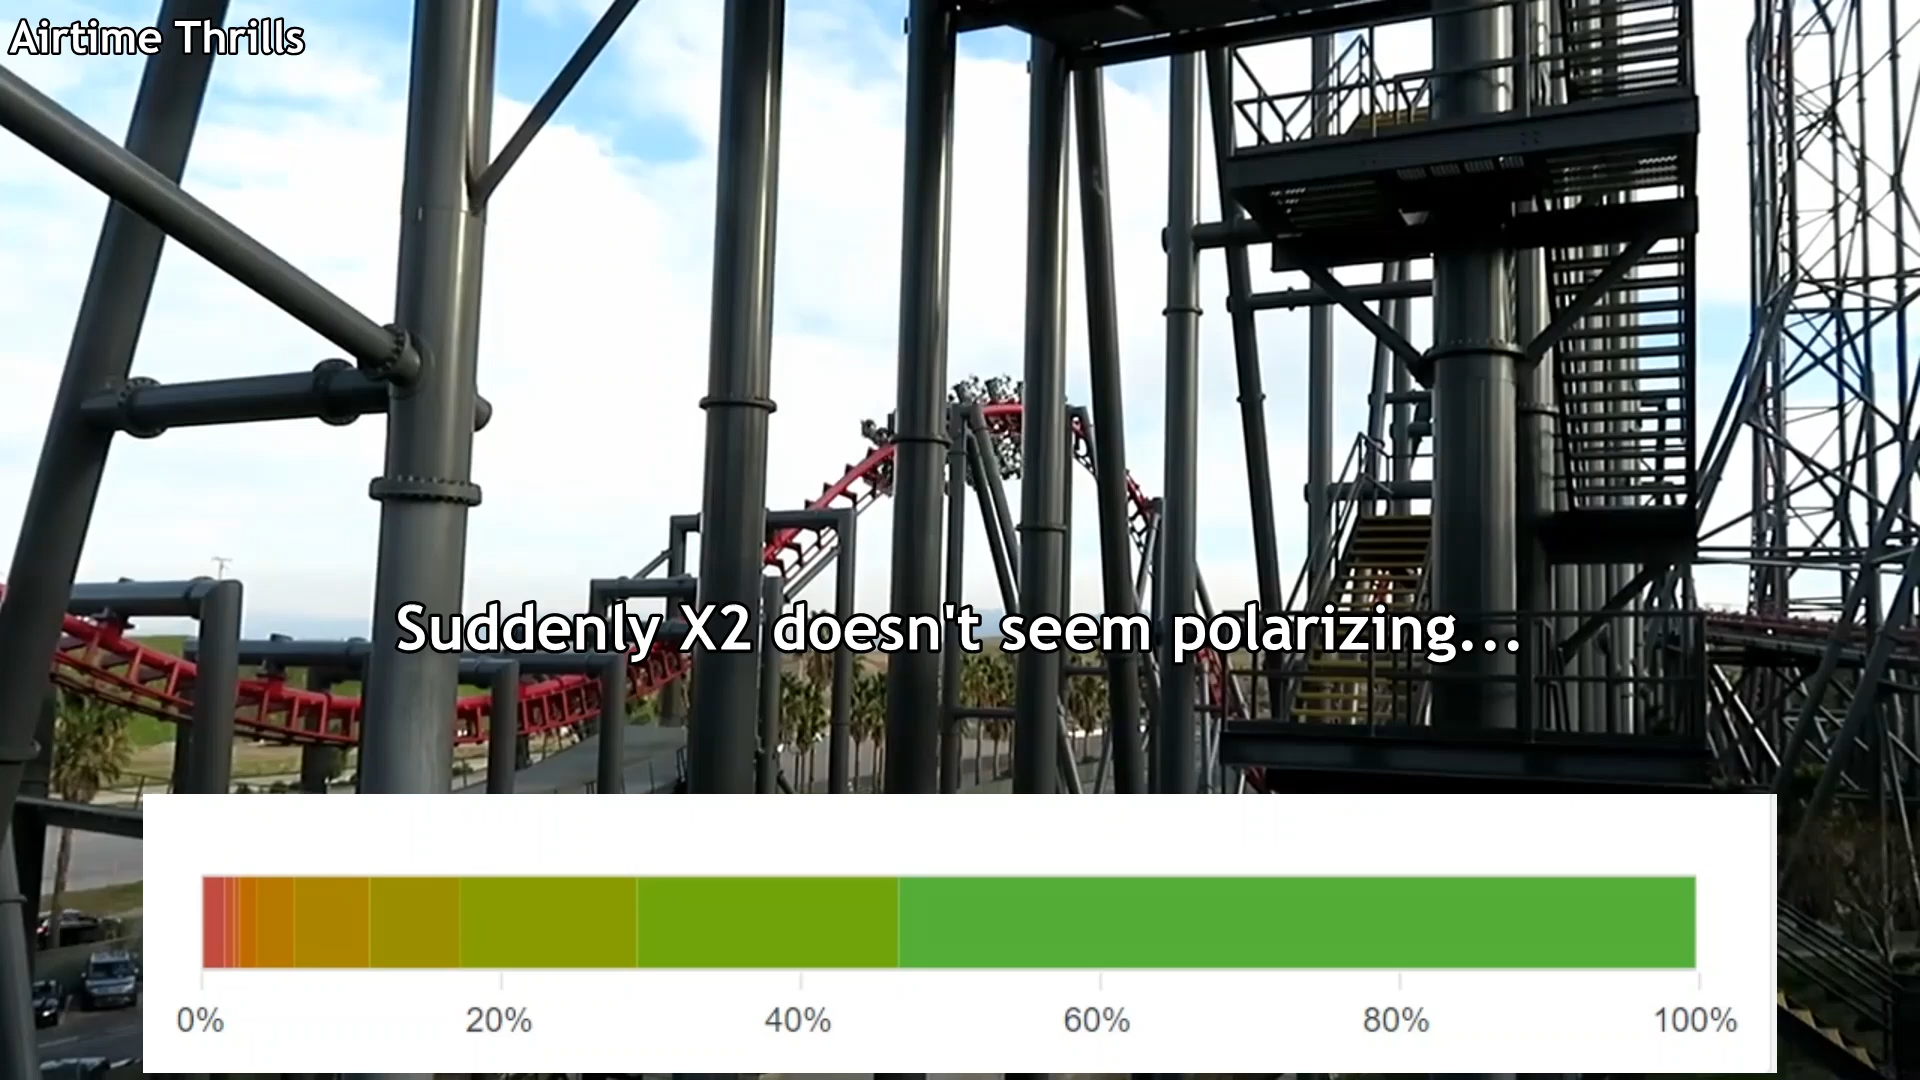 Airtime Thrills
Suddenly X2 doesn't seem polarizing...
0% 20% 40% 60% 80% 100%